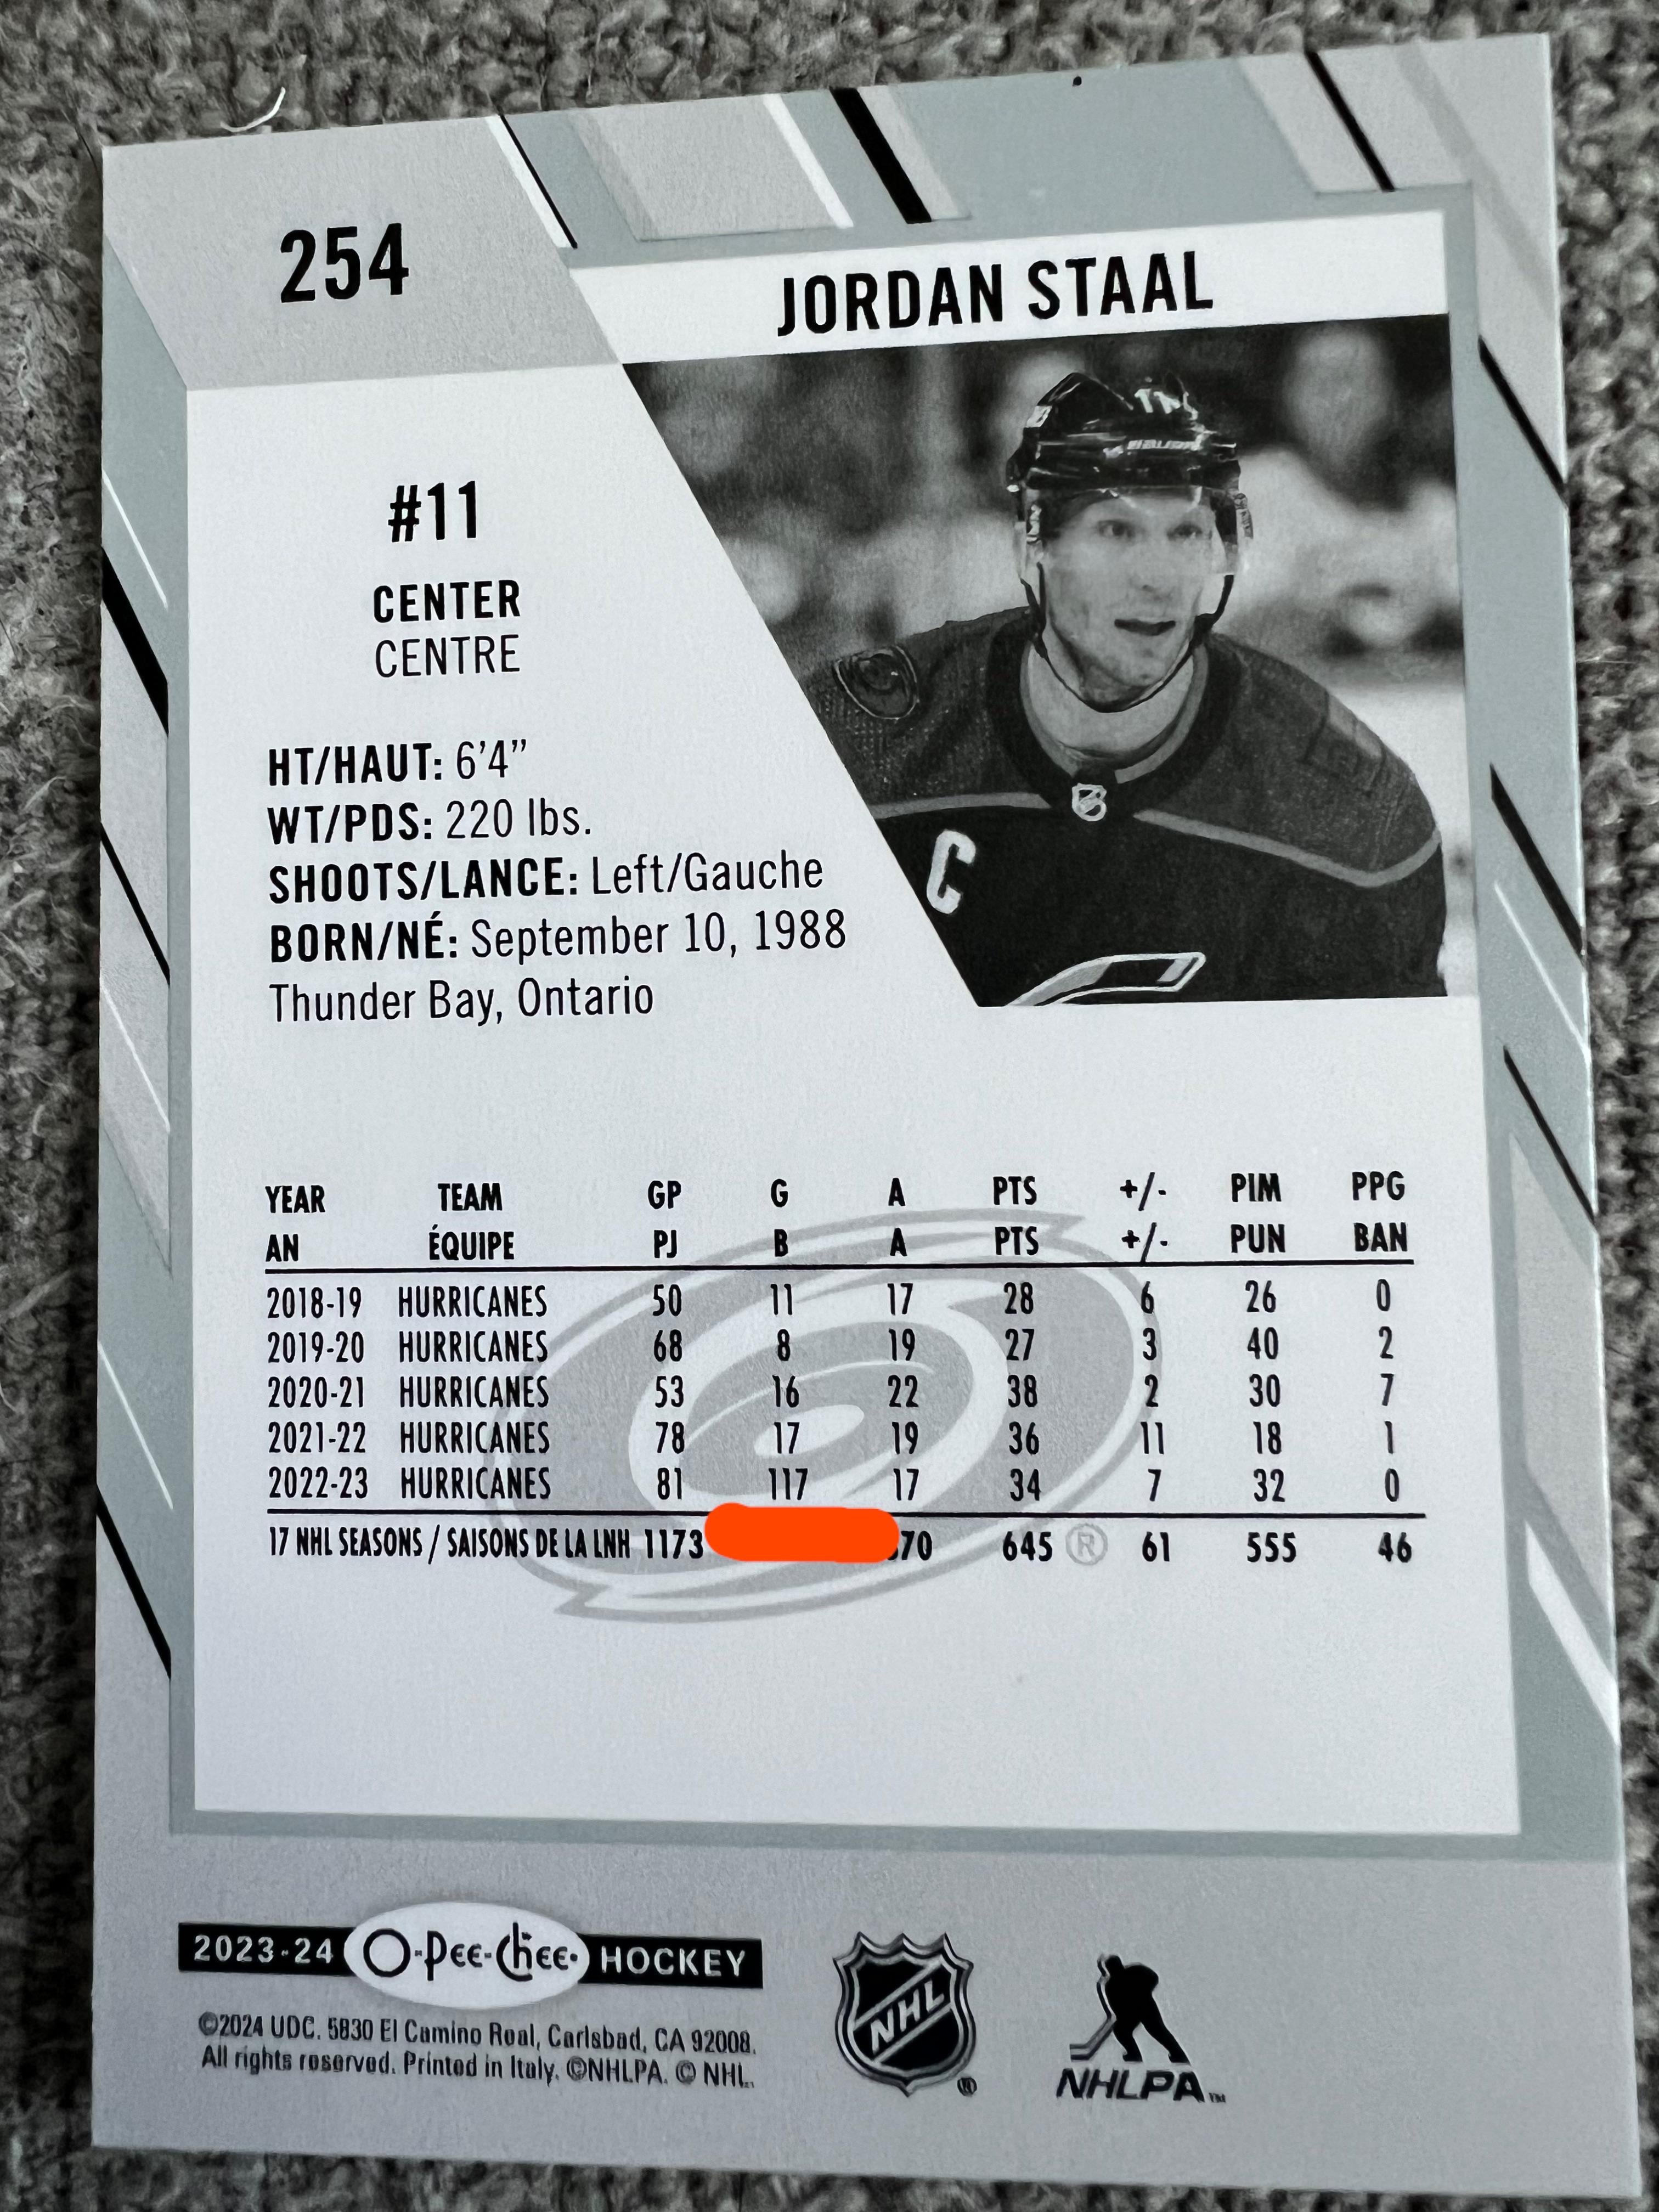 254
JORDAN STAAL
#11
CENTER
CENTRE
HT/HAUT: 6'4"
WT/PDS: 220 lbs.
SHOOTS/LANCE: Left/Gauche
BORN/NÉ: September 10, 1988
Thunder Bay, Ontario
C
YEAR TEAM GP G A PTS +/- PIM PPG
AN ÉQUIPE PJ B A PTS +/- PUN BAN
2018-19 HURRICANES 50 11 17 28 6 26 0
2019-20 HURRICANES 68 8 19 27 3 40 2
2020-21 HURRICANES 53 16 22 38 2 30 7
2021-22 HURRICANES 78 17 19 36 11 18 1
2022-23 HURRICANES 81 117 17 34 7 32 0
17 NHL SEASONS / SAISONS DE LA LNH 1173 645 ® 61 555 46
2023-24 O-Pee-Chee HOCKEY
©2024 UDC. 5830 El Camino Real, Carlsbad, CA 92008.
All rights reserved. Printed in Italy. ©NHLPA. © NHL.
NHL ®
NHLPA™